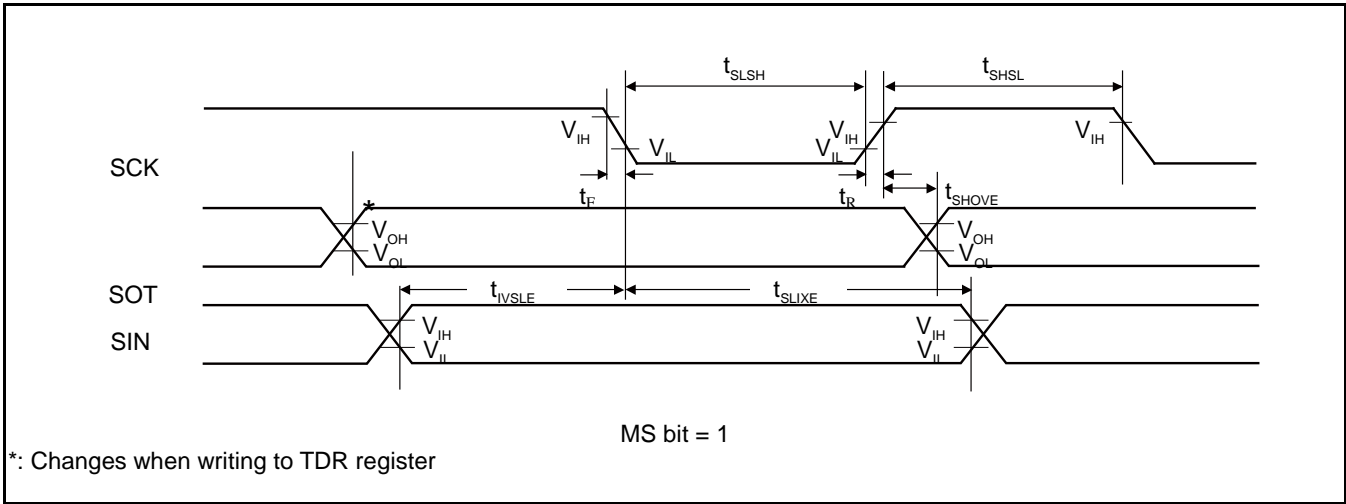 tSLSH tSHSL
VIH VIL VIL VIH VIH
SCK
tF tR tSHOVE
*
VOH VOH
VOL VOL
SOT
tIVSLE tSLIXE
SIN
VIH VIH
VIL VIL
MS bit = 1
*: Changes when writing to TDR register